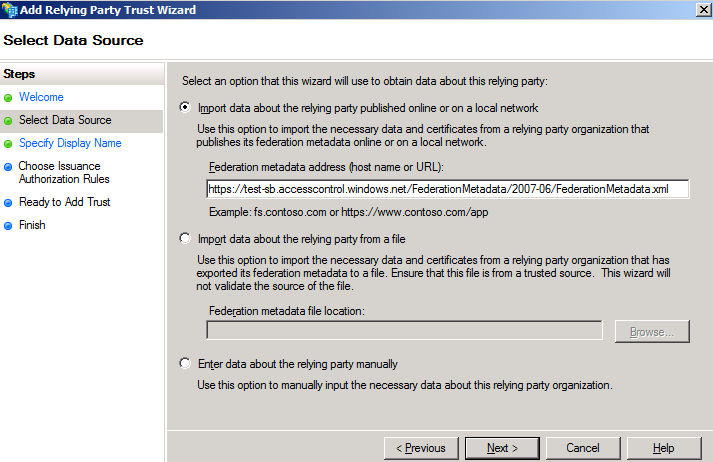 Add Relying Party Trust Wizard
Select Data Source
Steps
Welcome
Select Data Source
Specify Display Name
Choose Issuance
Authorization Rules
Ready to Add Trust
Finish
Select an option that this wizard will use to obtain data about this relying party:
Import data about the relying party published online or on a local network
Use this option to import the necessary data and certificates from a relying party organization that
publishes its federation metadata online or on a local network.
Federation metadata address (host name or URL):
https://test-sb.accesscontrol.windows.net/FederationMetadata/2007-06/FederationMetadata.xml
Example: fs.contoso.com or https://www.contoso.com/app
Import data about the relying party from a file
Use this option to import the necessary data and certificates from a relying party organization that has
exported its federation metadata to a file. Ensure that this file is from a trusted source.  This wizard will
not validate the source of the file.
Federation metadata file location:
Browse...
Enter data about the relying party manually
Use this option to manually input the necessary data about this relying party organization.
< Previous
Next >
Cancel
Help